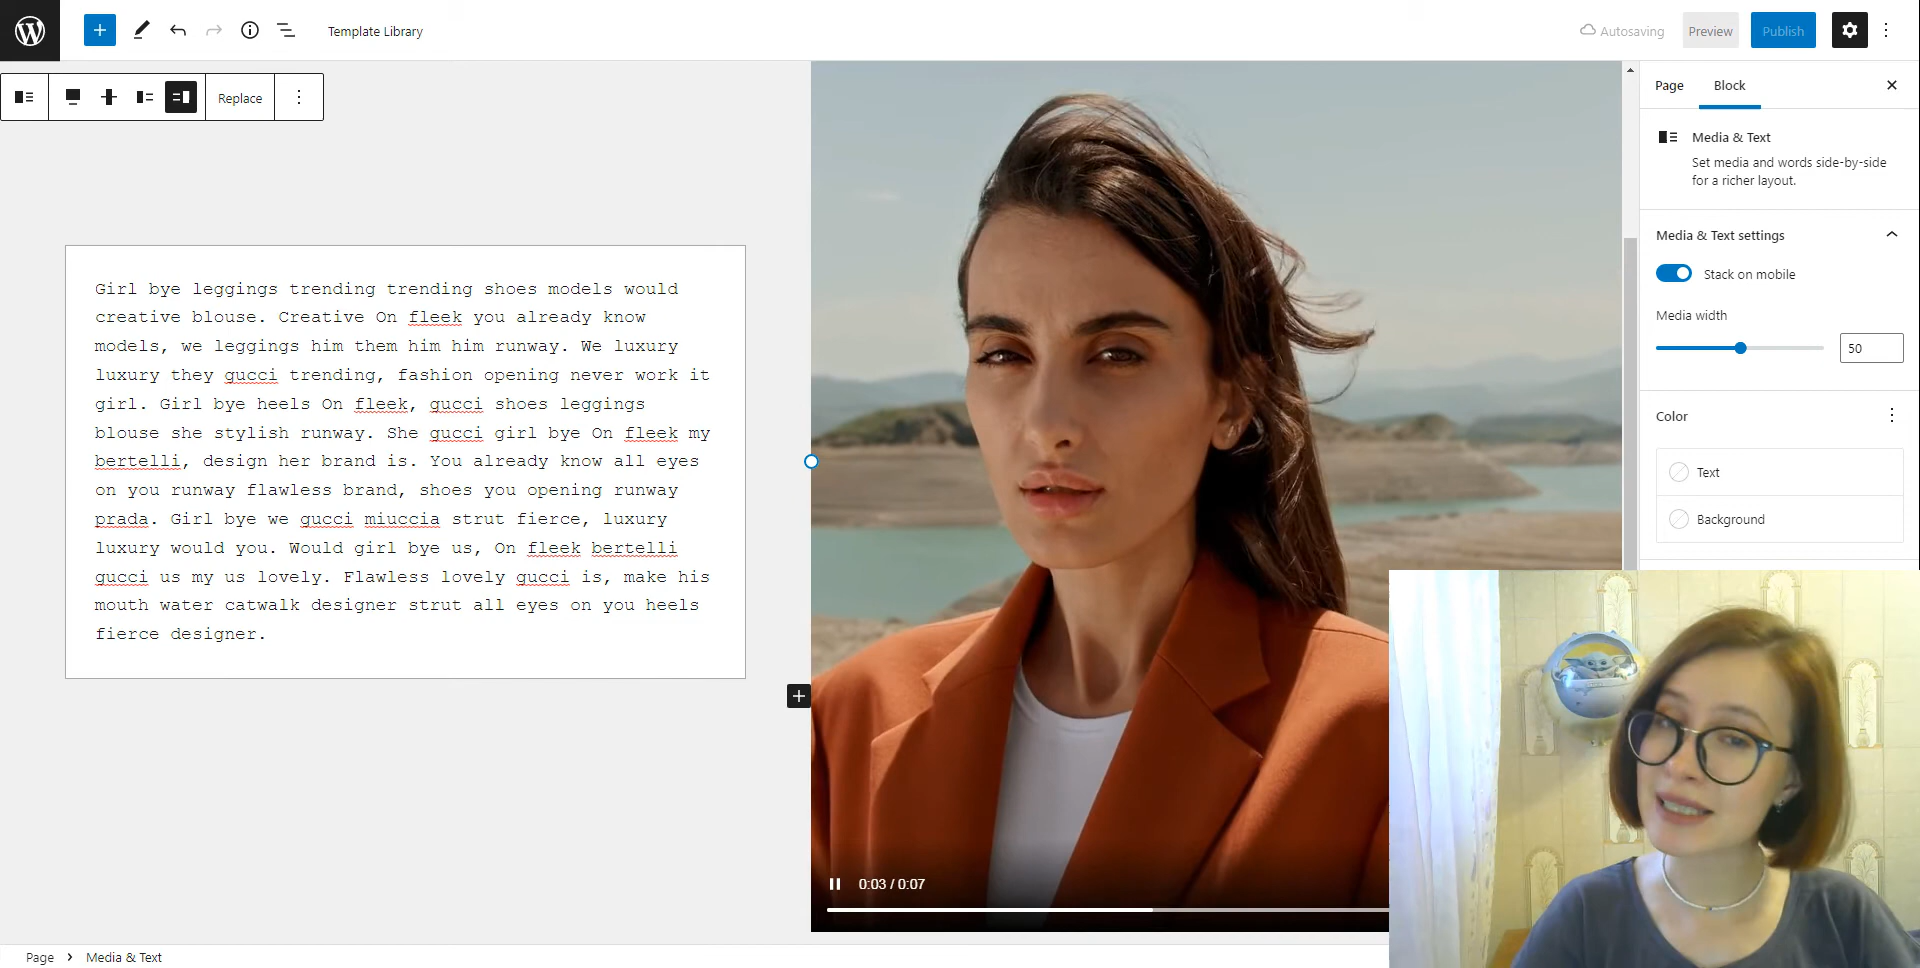 Template Library
Autosaving
Preview
Publish
Replace
Page
Block
Media & Text
Set media and words side-by-side
for a richer layout.
Media & Text settings
Stack on mobile
Media width
50
Color
Text
Background
Girl bye leggings trending trending shoes models would
creative blouse. Creative On fleek you already know
models, we leggings him them him him runway. We luxury
luxury they gucci trending, fashion opening never work it
girl. Girl bye heels On fleek, gucci shoes leggings
blouse she stylish runway. She gucci girl bye On fleek my
bertelli, design her brand is. You already know all eyes
on you runway flawless brand, shoes you opening runway
prada. Girl bye we gucci miuccia strut fierce, luxury
luxury would you. Would girl bye us, On fleek bertelli
gucci us my us lovely. Flawless lovely gucci is, make his
mouth water catwalk designer strut all eyes on you heels
fierce designer.
0:03 / 0:07
Page > Media & Text